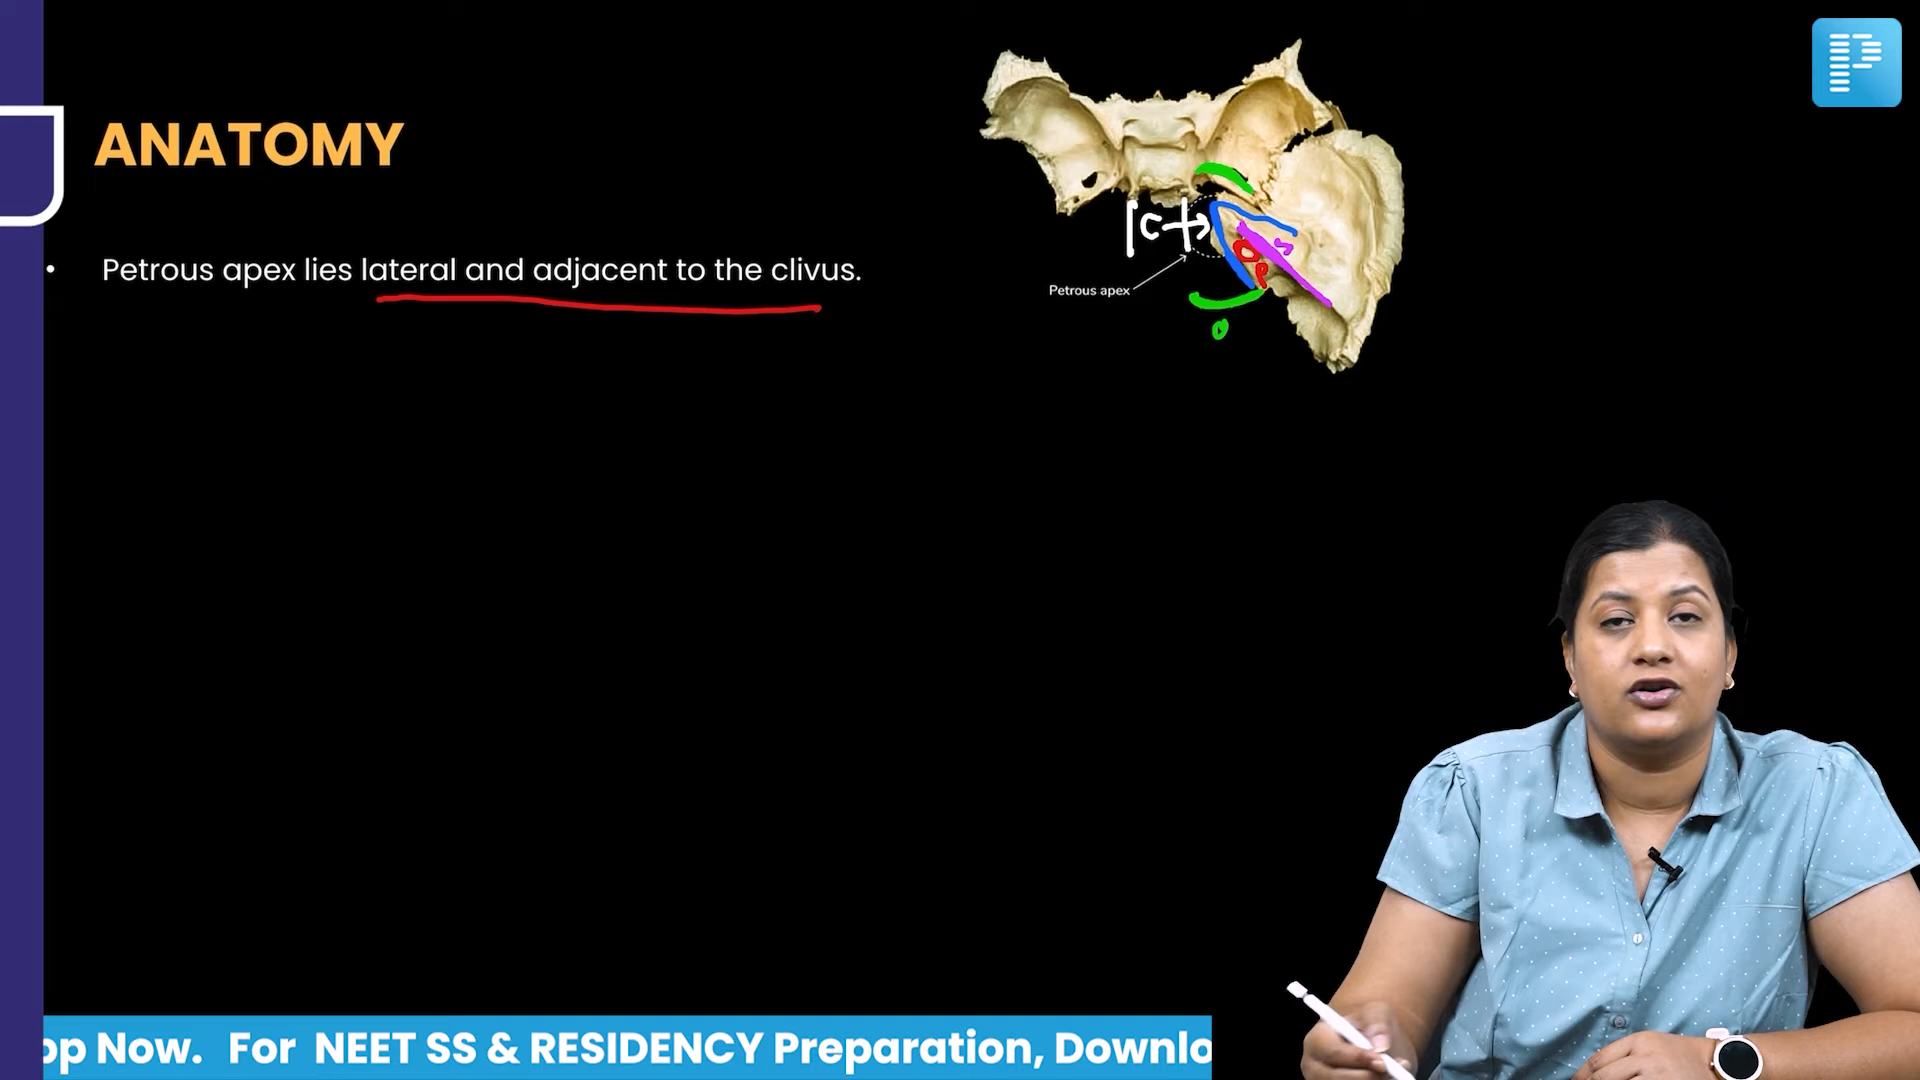 ANATOMY
• Petrous apex lies lateral and adjacent to the clivus.
C
s
P
Petrous apex
o
pp Now. For NEET SS & RESIDENCY Preparation, Downlo